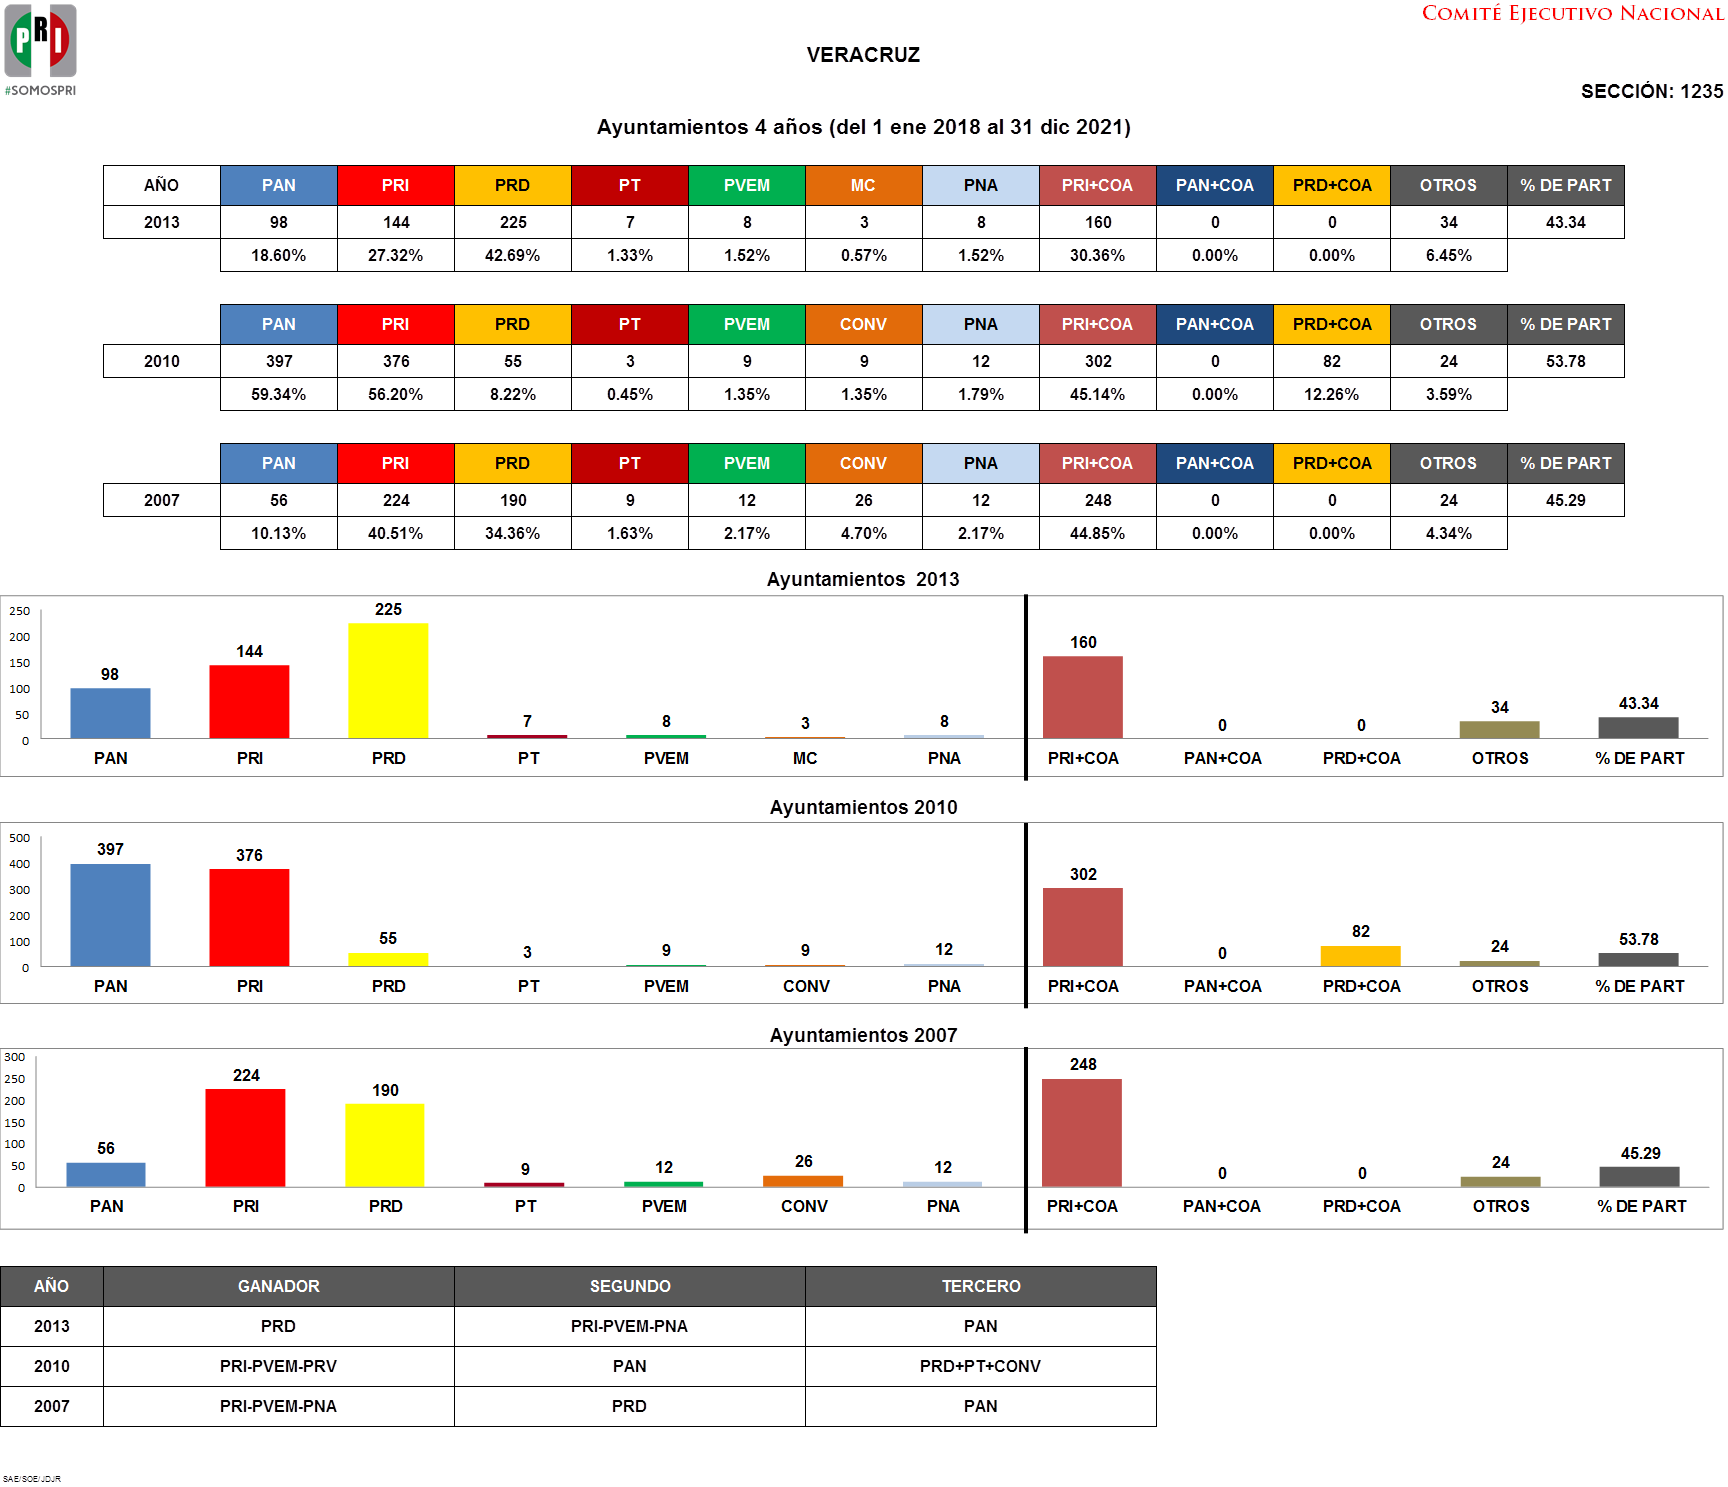 PRI
#SOMOSPRI
COMITÉ EJECUTIVO NACIONAL
VERACRUZ
SECCIÓN: 1235
Ayuntamientos 4 años (del 1 ene 2018 al 31 dic 2021)
AÑO PAN PRI PRD PT PVEM MC PNA PRI+COA PAN+COA PRD+COA OTROS % DE PART
2013 98 144 225 7 8 3 8 160 0 0 34 43.34
18.60% 27.32% 42.69% 1.33% 1.52% 0.57% 1.52% 30.36% 0.00% 0.00% 6.45%
PAN PRI PRD PT PVEM CONV PNA PRI+COA PAN+COA PRD+COA OTROS % DE PART
2010 397 376 55 3 9 9 12 302 0 82 24 53.78
59.34% 56.20% 8.22% 0.45% 1.35% 1.35% 1.79% 45.14% 0.00% 12.26% 3.59%
PAN PRI PRD PT PVEM CONV PNA PRI+COA PAN+COA PRD+COA OTROS % DE PART
2007 56 224 190 9 12 26 12 248 0 0 24 45.29
10.13% 40.51% 34.36% 1.63% 2.17% 4.70% 2.17% 44.85% 0.00% 0.00% 4.34%
Ayuntamientos 2013
250
200
150
100
50
0
98 144 225 7 8 3 8 160 0 0 34 43.34
PAN PRI PRD PT PVEM MC PNA PRI+COA PAN+COA PRD+COA OTROS % DE PART
Ayuntamientos 2010
500
400
300
200
100
0
397 376 55 3 9 9 12 302 0 82 24 53.78
PAN PRI PRD PT PVEM CONV PNA PRI+COA PAN+COA PRD+COA OTROS % DE PART
Ayuntamientos 2007
300
250
200
150
100
50
0
56 224 190 9 12 26 12 248 0 0 24 45.29
PAN PRI PRD PT PVEM CONV PNA PRI+COA PAN+COA PRD+COA OTROS % DE PART
AÑO GANADOR SEGUNDO TERCERO
2013 PRD PRI-PVEM-PNA PAN
2010 PRI-PVEM-PRV PAN PRD+PT+CONV
2007 PRI-PVEM-PNA PRD PAN
SAE/SOE/JDJR